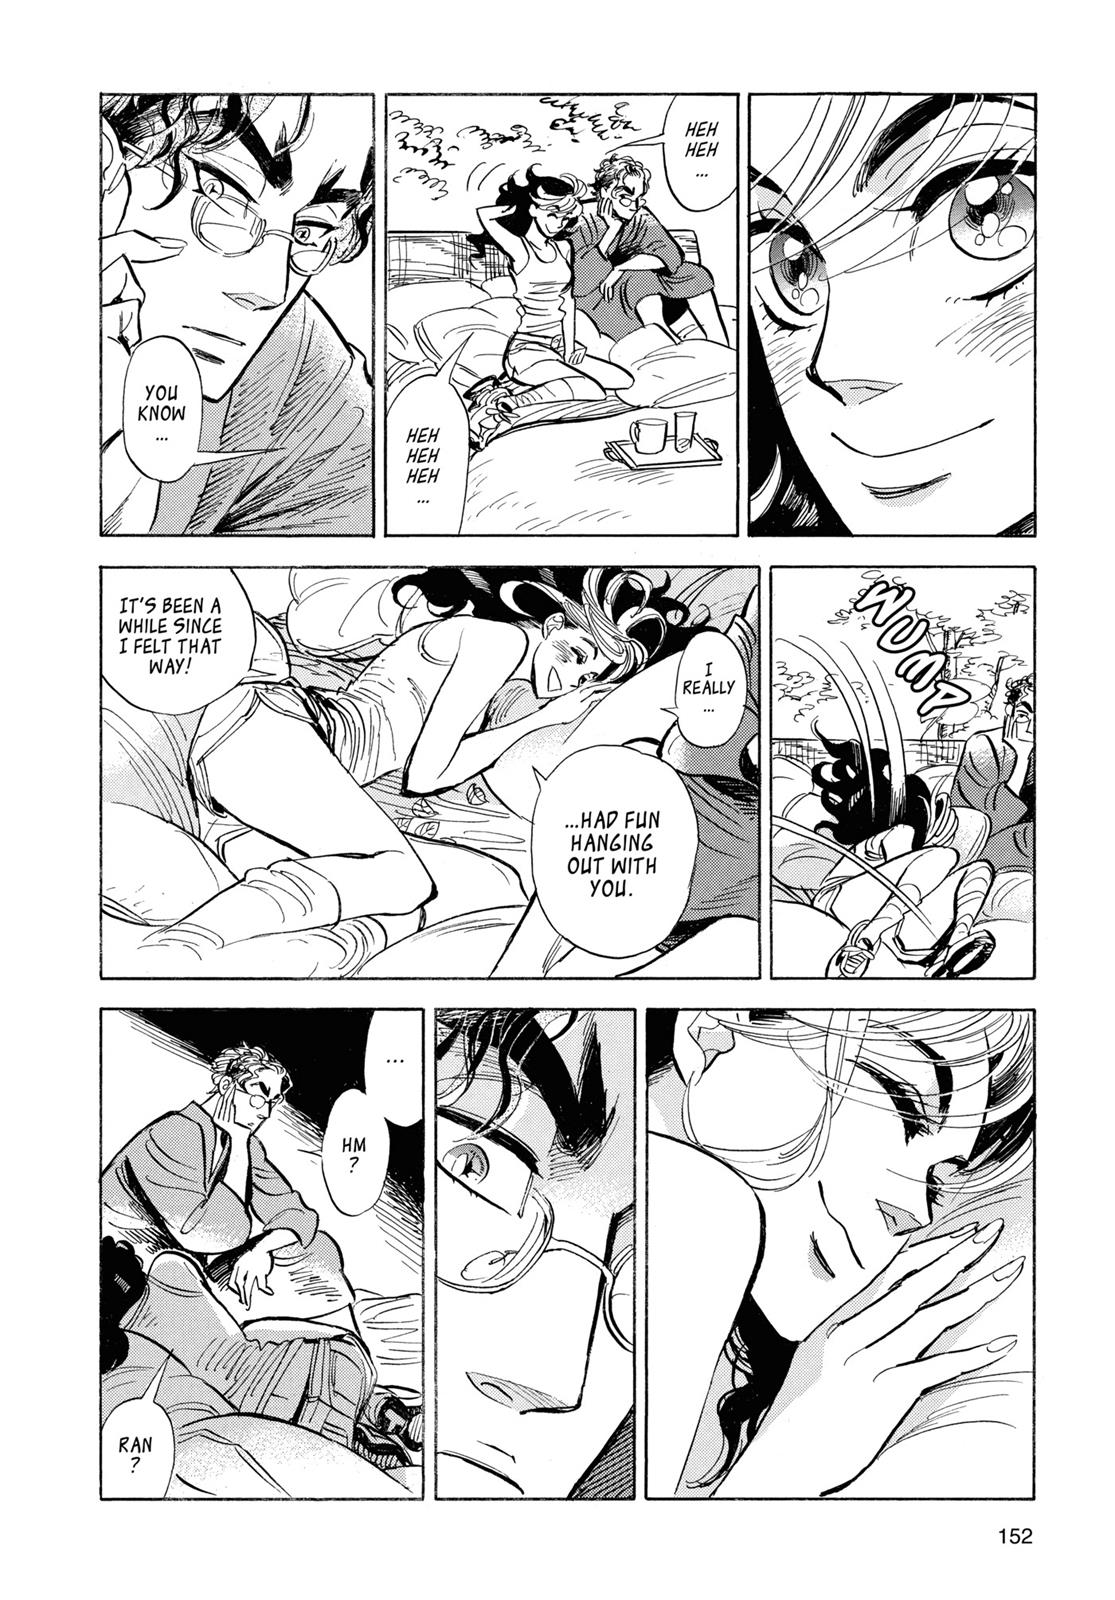 HEH
HEH
...
HEH
HEH
HEH
...
YOU
KNOW
...
WUMP
I
REALLY
...
...HAD FUN
HANGING
OUT WITH
YOU.
IT'S BEEN A
WHILE SINCE
I FELT THAT
WAY!
...
HM
?
RAN
?
152